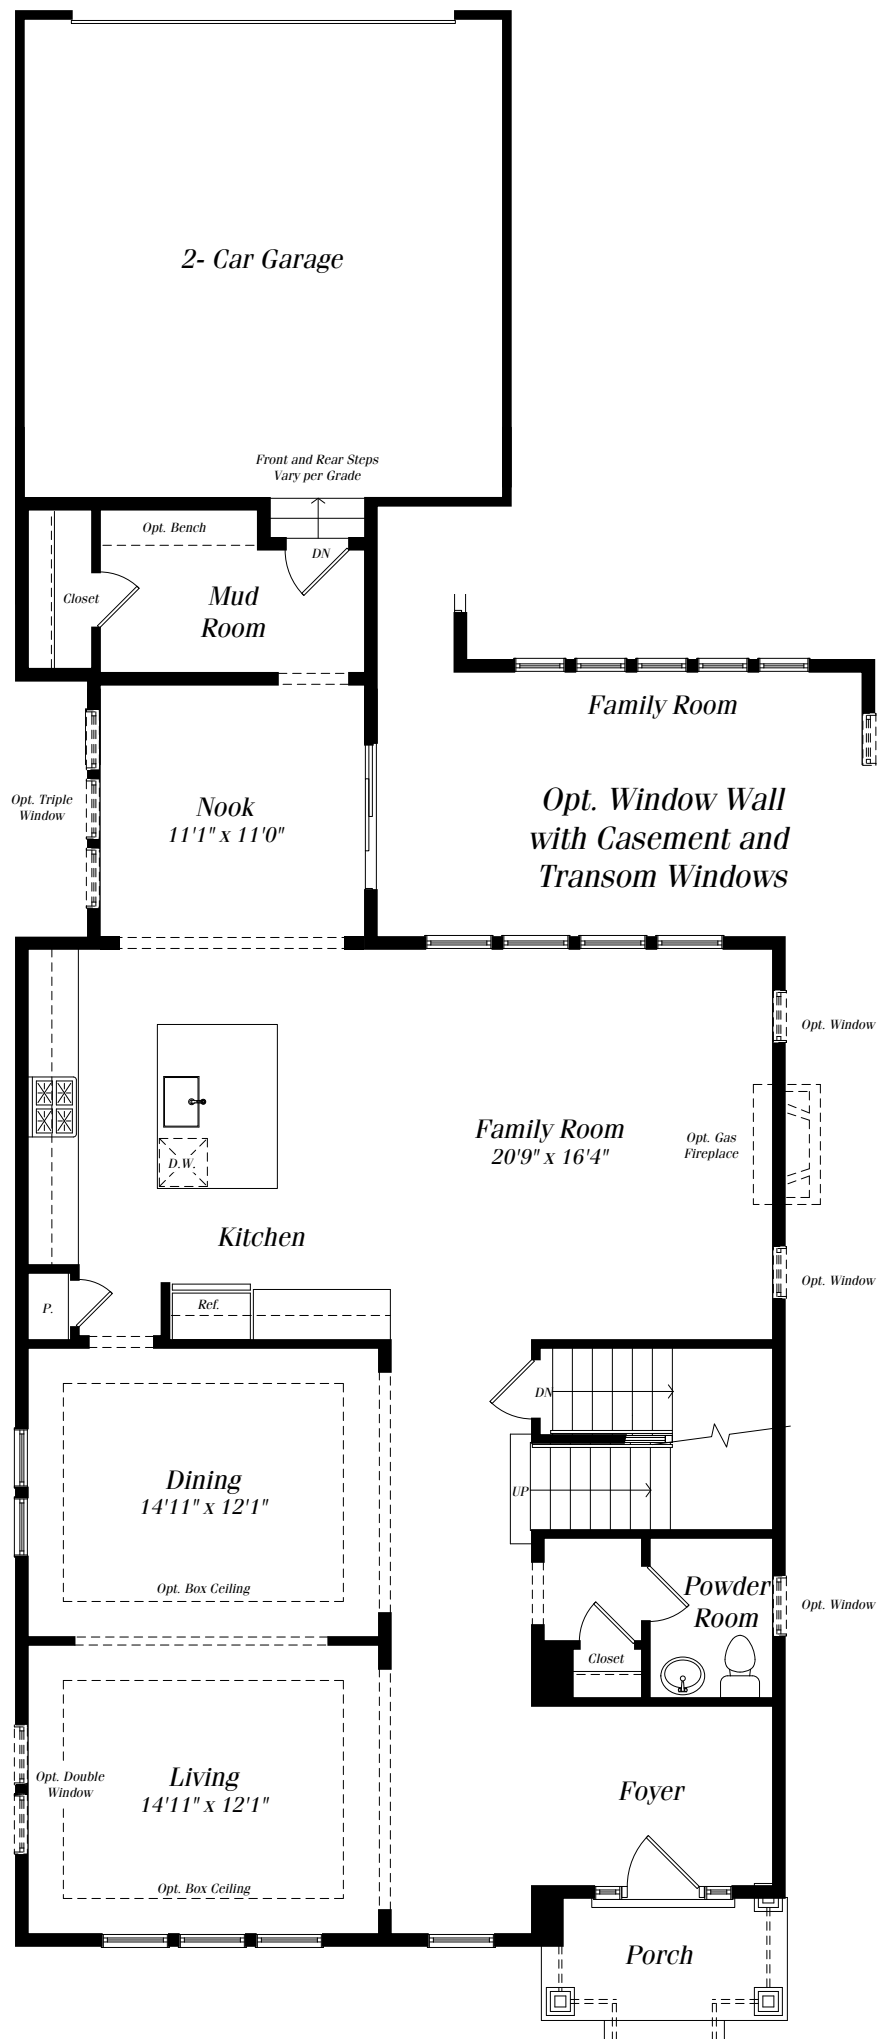 2- Car Garage
Front and Rear Steps
Vary per Grade
Opt. Bench
DN
Closet
Mud
Room
Family Room
Opt. Triple
Window
Nook
11'1" x 11'0"
Opt. Window Wall
with Casement and
Transom Windows
Opt. Window
Family Room
20'9" x 16'4"
Opt. Gas
Fireplace
D.W.
Kitchen
Opt. Window
P.
Ref.
DN
Dining
14'11" x 12'1"
UP
Opt. Box Ceiling
Powder
Room
Opt. Window
Closet
Opt. Double
Window
Living
14'11" x 12'1"
Foyer
Opt. Box Ceiling
Porch